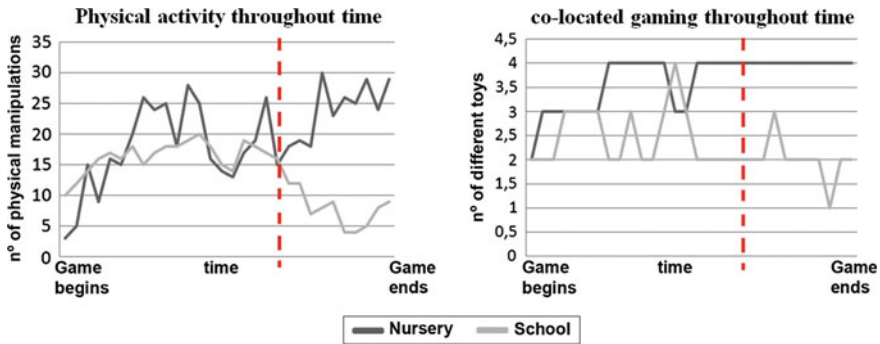 Physical activity throughout time
nº of physical manipulations
35
30
25
20
15
10
5
0
Game begins
time
Game ends
co-located gaming throughout time
nº of different toys
4,5
4
3,5
3
2,5
2
1,5
1
0,5
0
Game begins
time
Game ends
Nursery
School